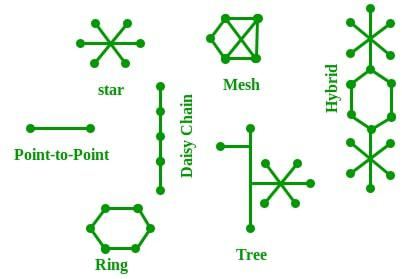 star
Mesh
Hybrid
Daisy Chain
Point-to-Point
Tree
Ring